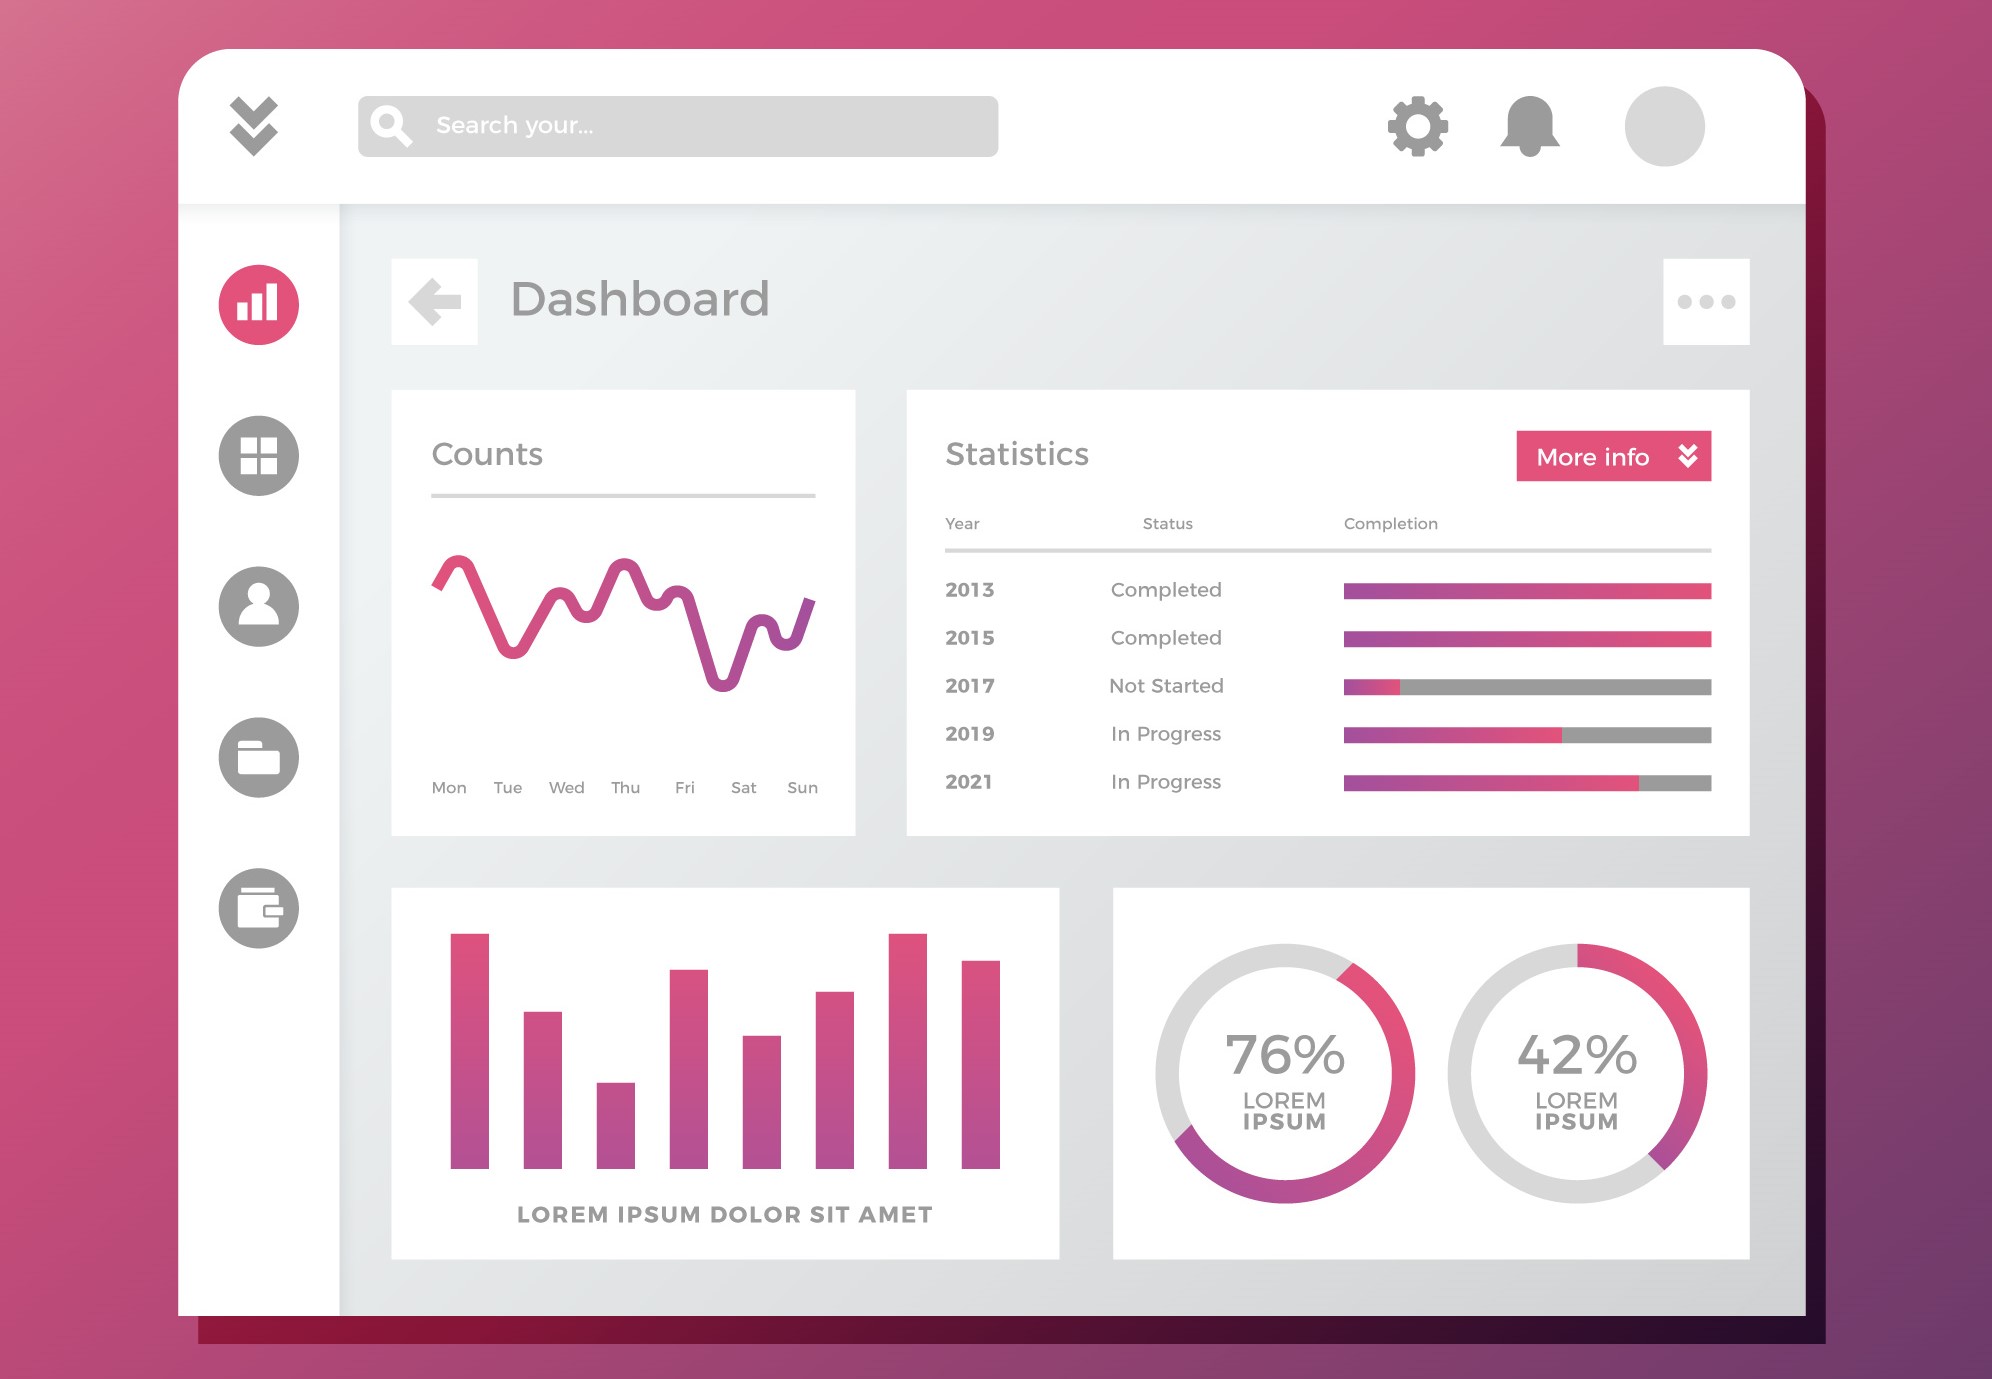 Search your...
Dashboard
Counts
Mon Tue Wed Thu Fri Sat Sun
Statistics
More info
Year Status Completion
2013 Completed
2015 Completed
2017 Not Started
2019 In Progress
2021 In Progress
LOREM IPSUM DOLOR SIT AMET
76%
LOREM
IPSUM
42%
LOREM
IPSUM